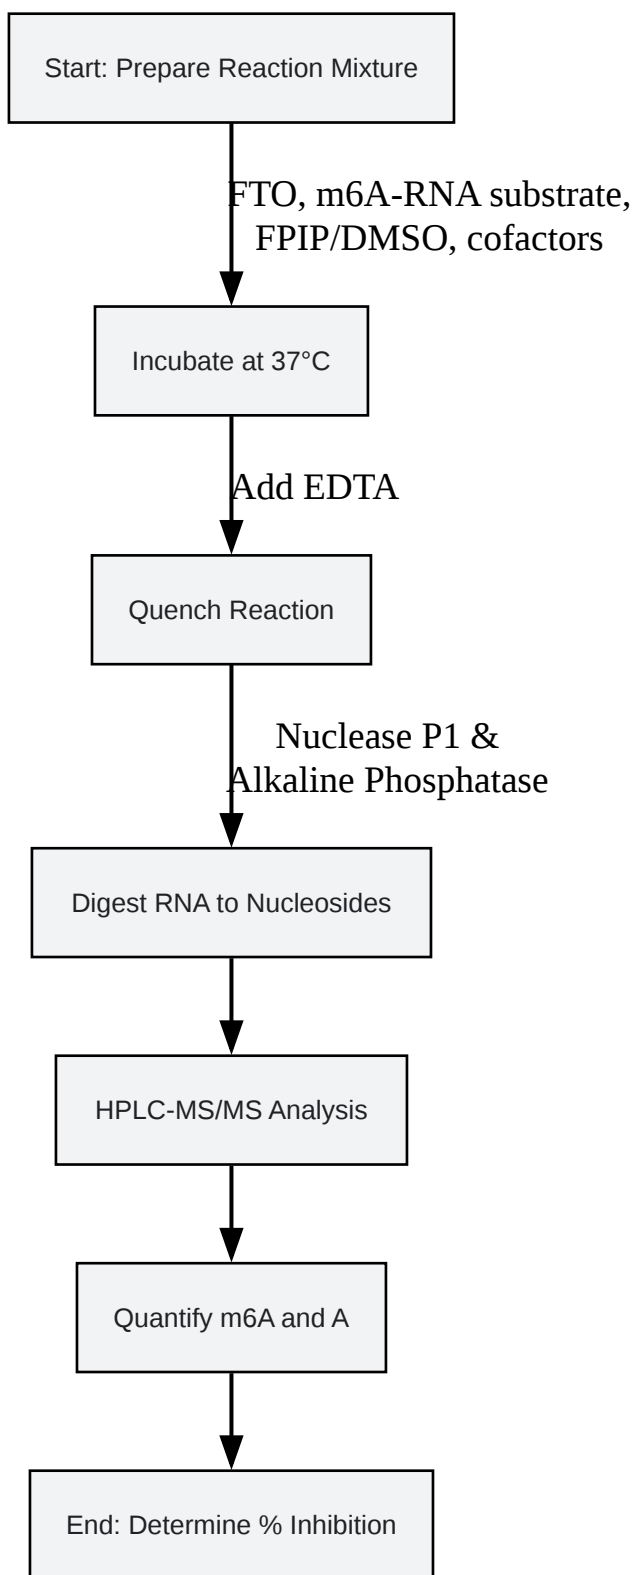 Start: Prepare Reaction Mixture
FTO, m6A-RNA substrate,
FPIP/DMSO, cofactors
Incubate at 37°C
Add EDTA
Quench Reaction
Nuclease P1 &
Alkaline Phosphatase
Digest RNA to Nucleosides
HPLC-MS/MS Analysis
Quantify m6A and A
End: Determine % Inhibition